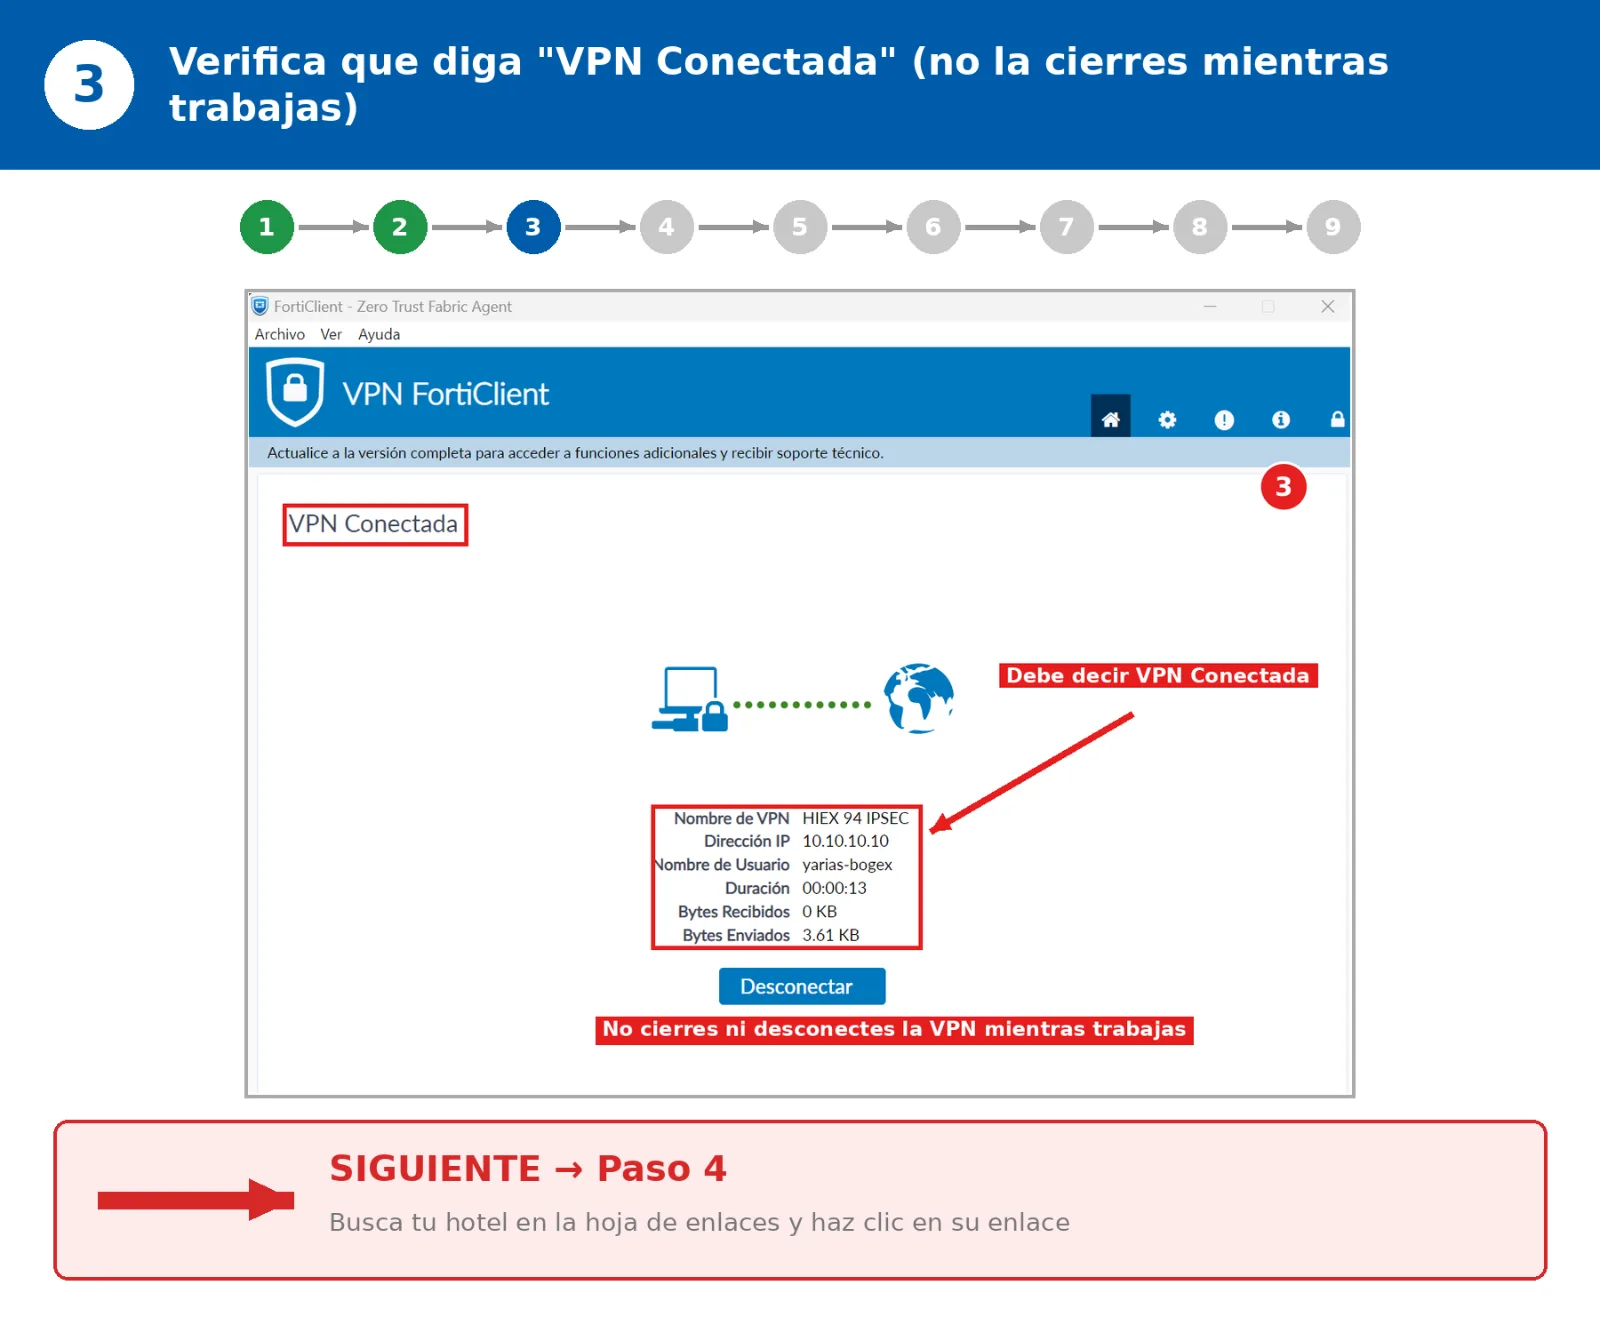 3
Verifica que diga "VPN Conectada" (no la cierres mientras
trabajas)
1 2 3 4 5 6 7 8 9
FortiClient - Zero Trust Fabric Agent
Archivo Ver Ayuda
VPN FortiClient
Actualice a la versión completa para acceder a funciones adicionales y recibir soporte técnico.
3
VPN Conectada
Debe decir VPN Conectada
Nombre de VPN HIEX 94 IPSEC
Dirección IP 10.10.10.10
Nombre de Usuario yarias-bogex
Duración 00:00:13
Bytes Recibidos 0 KB
Bytes Enviados 3.61 KB
Desconectar
No cierres ni desconectes la VPN mientras trabajas
SIGUIENTE → Paso 4
Busca tu hotel en la hoja de enlaces y haz clic en su enlace